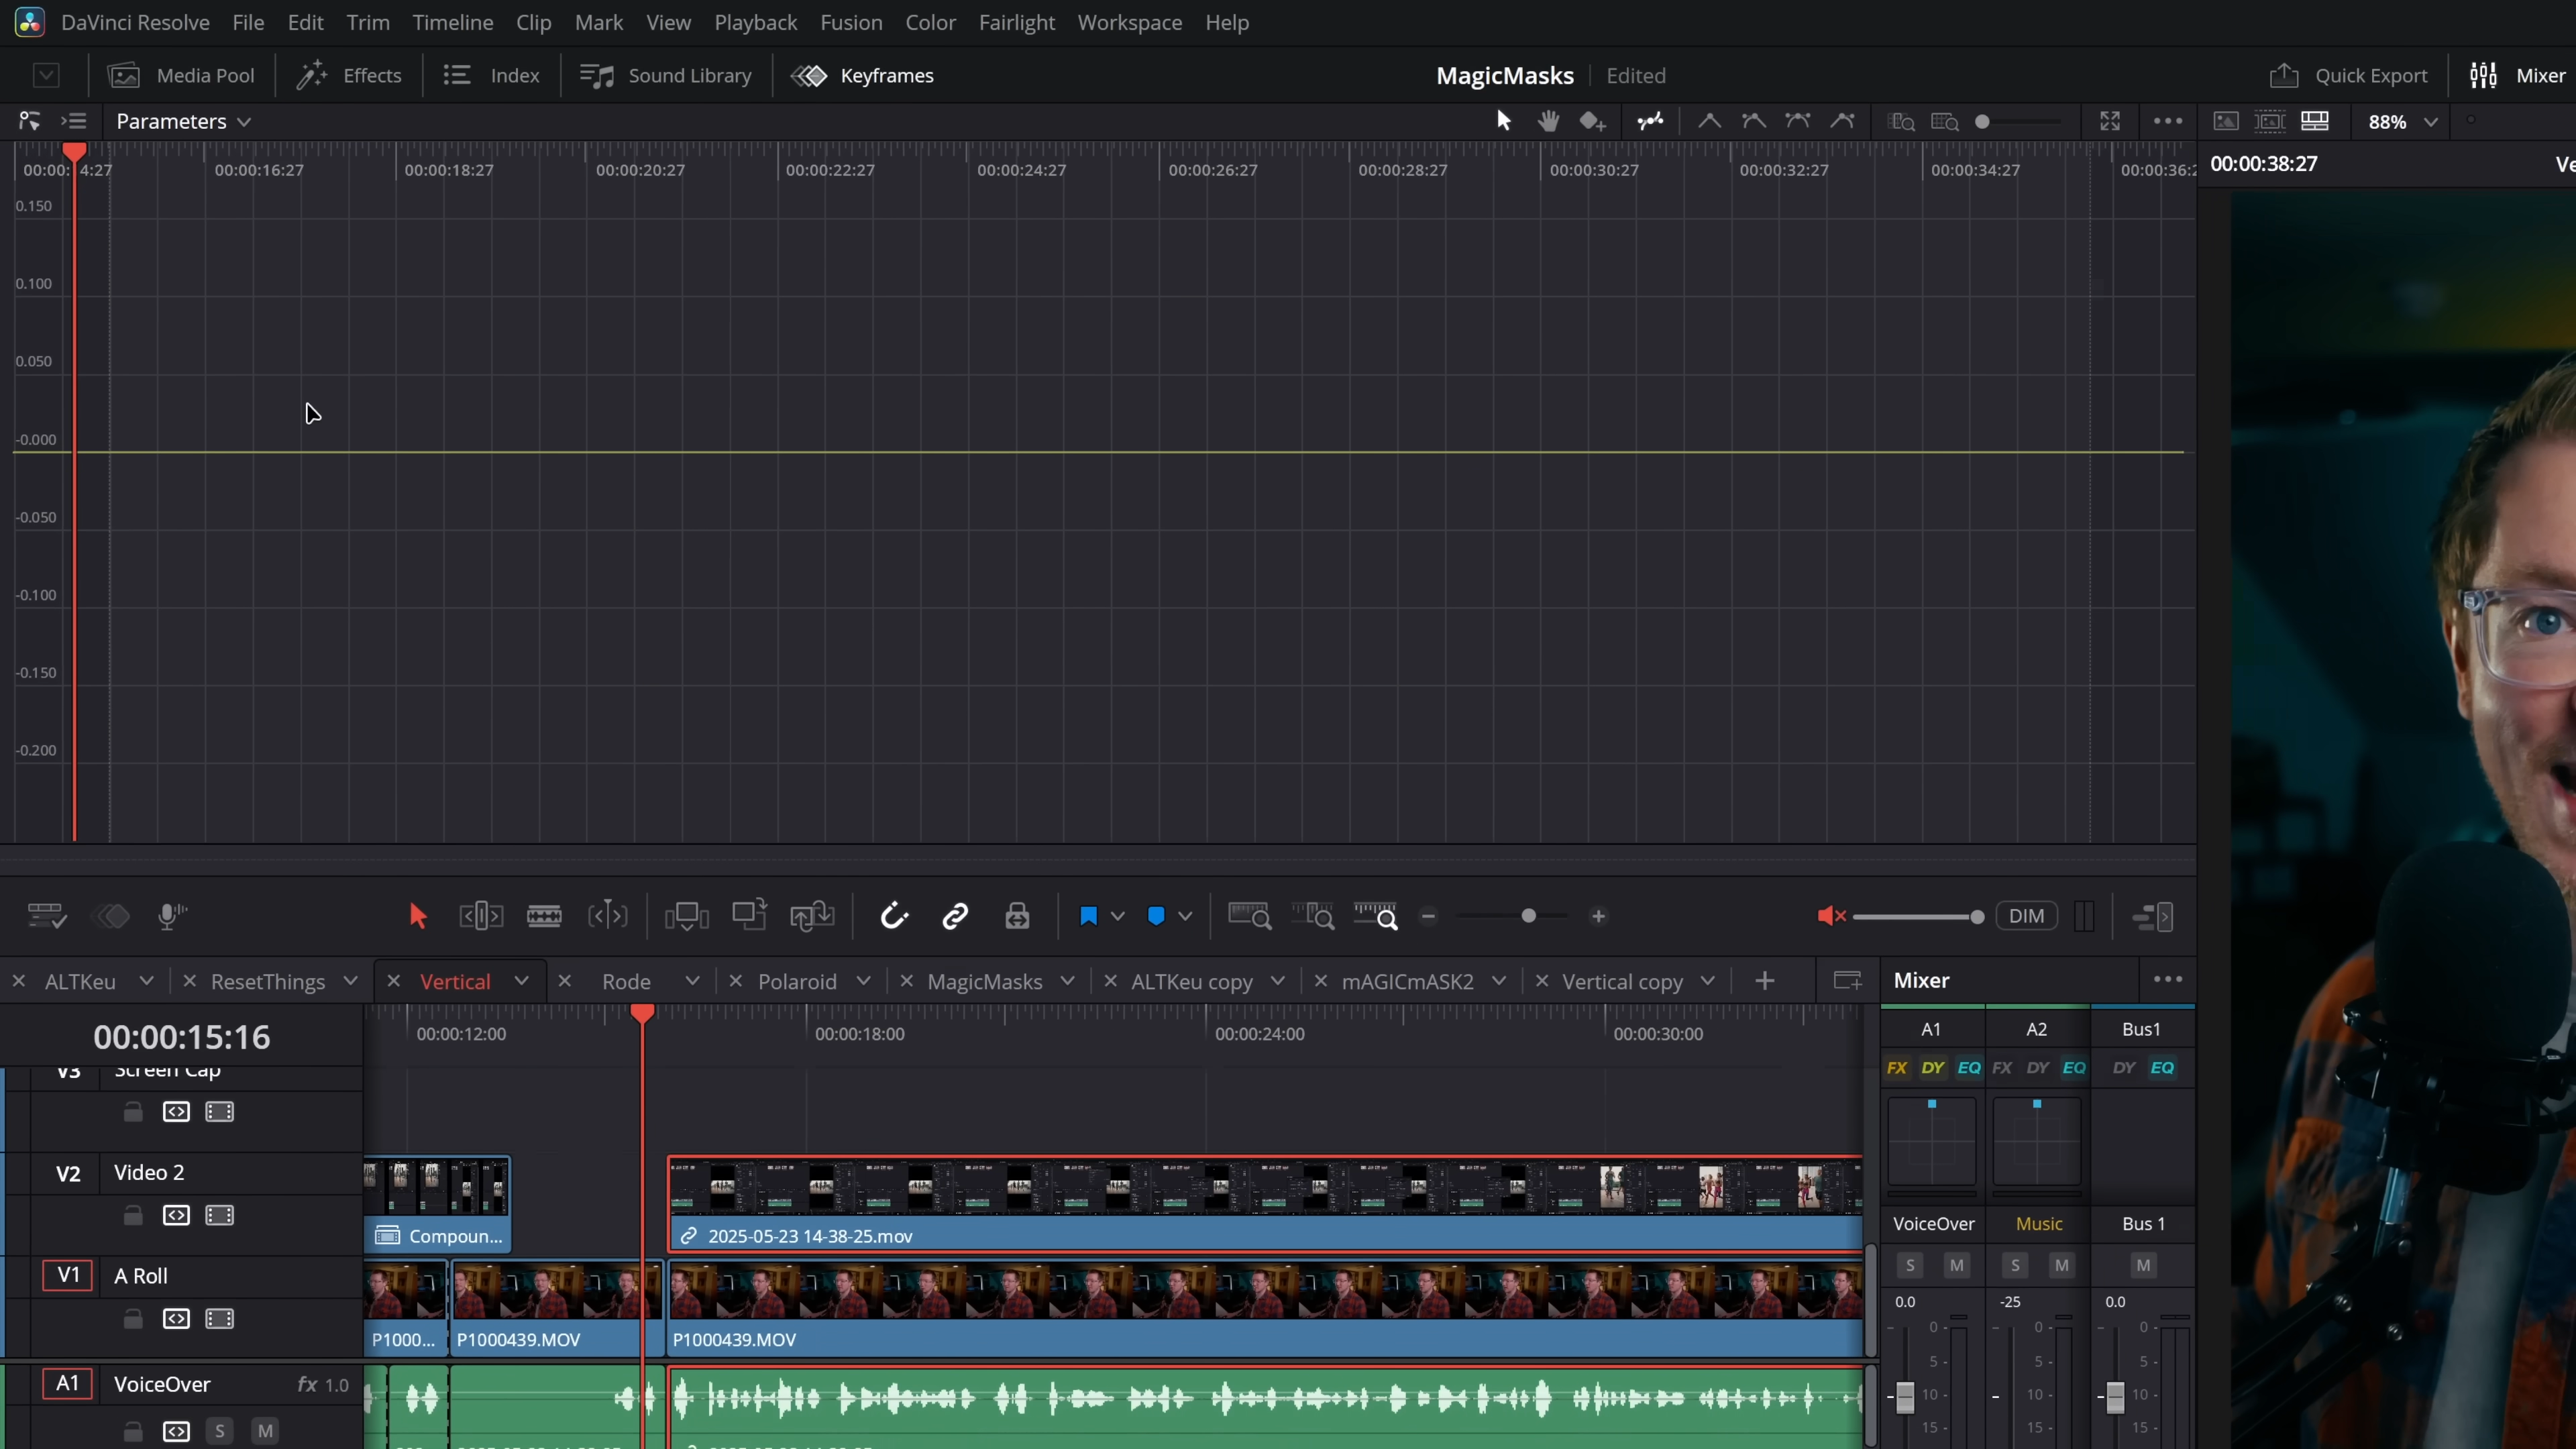 DaVinci Resolve File Edit Trim Timeline Clip Mark View Playback Fusion Color Fairlight Workspace Help
Media Pool Effects Index Sound Library Keyframes MagicMasks Edited Quick Export Mixer
Parameters 88%
00:00:38:27
00:00:16:27 00:00:18:27 00:00:20:27 00:00:22:27 00:00:24:27 00:00:26:27 00:00:28:27 00:00:30:27 00:00:32:27 00:00:34:27
0.150
0.100
0.050
-0.000
-0.050
-0.100
-0.150
-0.200
DIM
ALTKeu ResetThings Vertical Rode Polaroid MagicMasks ALTKeu copy mAGICmASK2 Vertical copy Mixer
00:00:15:16 00:00:12:00 00:00:18:00 00:00:24:00 00:00:30:00
A1 A2 Bus1
FX DY EQ FX DY EQ DY EQ
V3 Screen Cap
V2 Video 2
Compoun... 2025-05-23 14-38-25.mov
VoiceOver Music Bus 1
S M S M M
V1 A Roll
P1000... P1000439.MOV P1000439.MOV
0.0 -25 0.0
0 0 0
5 5 5
10 10 10
15 15 15
A1 VoiceOver fx 1.0
S M